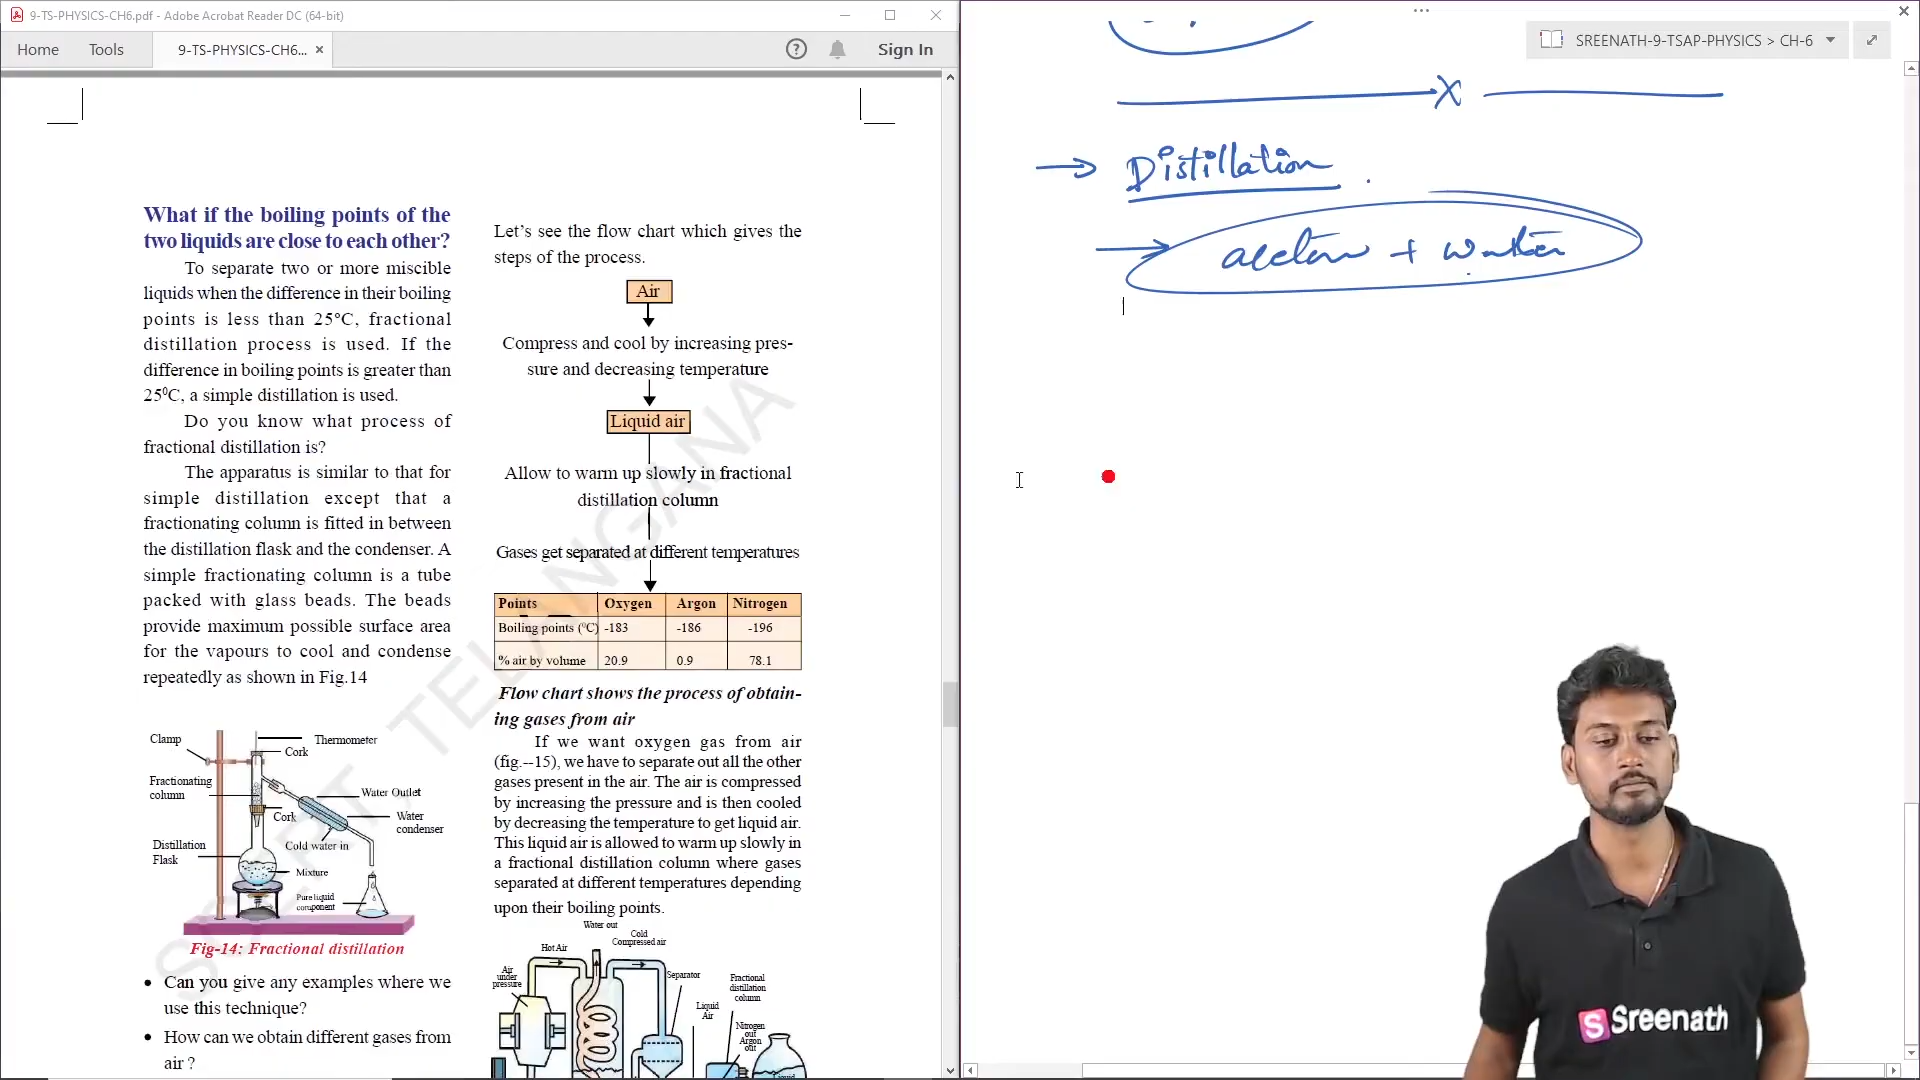 9-TS-PHYSICS-CH6.pdf - Adobe Acrobat Reader DC (64-bit)
Home
Tools
9-TS-PHYSICS-CH6...
Sign In
SREENATH-9-TSAP-PHYSICS > CH-6
What if the boiling points of the
two liquids are close to each other?
To separate two or more miscible
liquids when the difference in their boiling
points is less than 25°C, fractional
distillation process is used. If the
difference in boiling points is greater than
25⁰C, a simple distillation is used.
Do you know what process of
fractional distillation is?
The apparatus is similar to that for
simple distillation except that a
fractionating column is fitted in between
the distillation flask and the condenser. A
simple fractionating column is a tube
packed with glass beads. The beads
provide maximum possible surface area
for the vapours to cool and condense
repeatedly as shown in Fig.14
Clamp
Thermometer
Cork
Fractionating
column
Water Outlet
Cork
Water
condenser
Cold water in
Distillation
Flask
Mixture
Pure liquid
component
Fig-14: Fractional distillation
• Can you give any examples where we
use this technique?
• How can we obtain different gases from
air ?
Let's see the flow chart which gives the
steps of the process.
Air
Compress and cool by increasing pres-
sure and decreasing temperature
Liquid air
Allow to warm up slowly in fractional
distillation column
Gases get separated at different temperatures
Points Oxygen Argon Nitrogen
Boiling points (⁰C) -183 -186 -196
% air by volume 20.9 0.9 78.1
Flow chart shows the process of obtain-
ing gases from air
If we want oxygen gas from air
(fig.--15), we have to separate out all the other
gases present in the air. The air is compressed
by increasing the pressure and is then cooled
by decreasing the temperature to get liquid air.
This liquid air is allowed to warm up slowly in
a fractional distillation column where gases
separated at different temperatures depending
upon their boiling points.
Water out
Hot Air
Cold
Compressed air
Air
under
pressure
Separator
Fractional
distillation
column
Liquid
Air
Nitrogen
out
Argon
out
Liquid
SCERT, TELANGANA
→ Distillation
→ aceton + water
S Sreenath